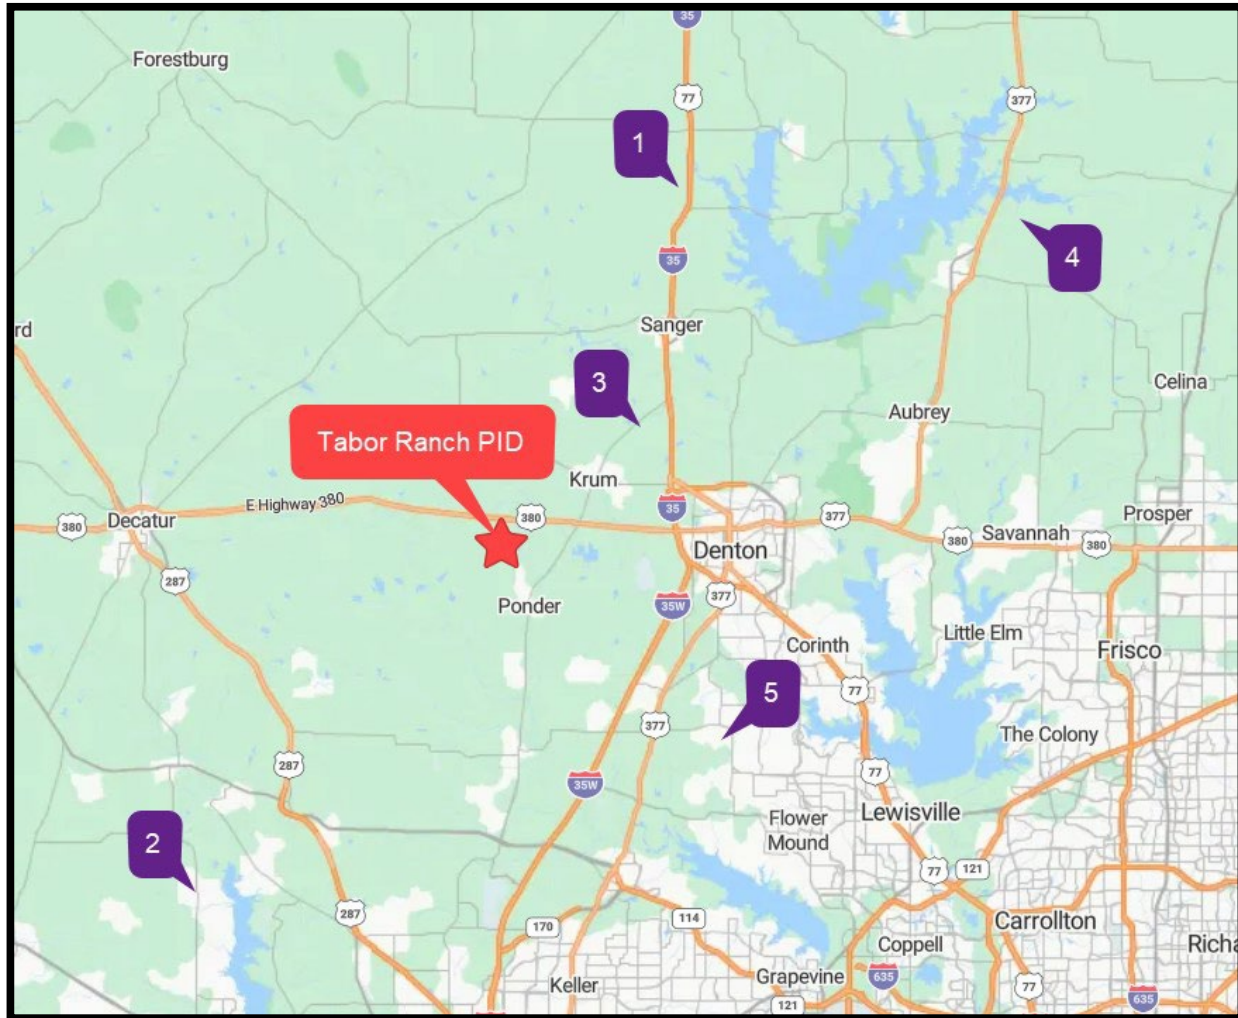 35
Forestburg
77
377
1
4
35
Sanger
rd
3
Celina
Aubrey
Tabor Ranch PID
Krum
E Highway 380
380
Decatur
380
35
377
Savannah
Prosper
380
380
Denton
287
Ponder
35W
377
Little Elm
Corinth
Frisco
5
77
377
The Colony
287
35W
77
2
Lewisville
Flower
Mound
77
121
287
170
114
Carrollton
Coppell
Richa
Keller
Grapevine
635
77
121
635